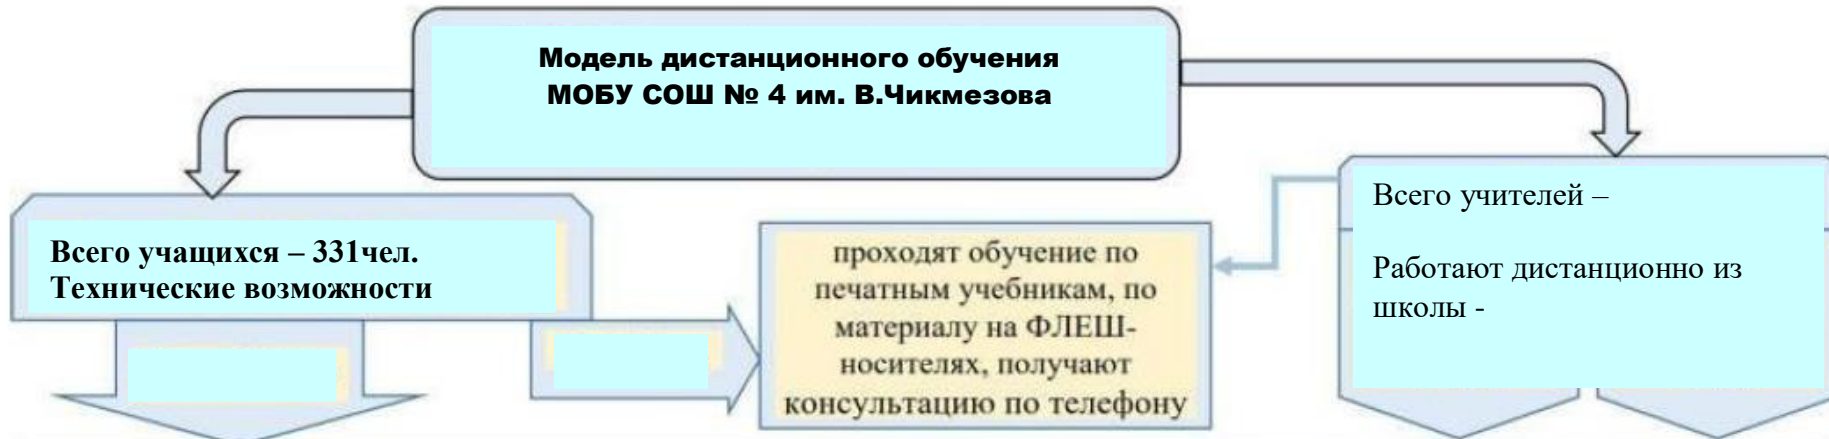 Модель дистанционного обучения
МОБУ СОШ № 4 им. В.Чикмезова
Всего учащихся – 331чел.
Технические возможности
проходят обучение по
печатным учебникам, по
материалу на ФЛЕШ-
носителях, получают
консультацию по телефону
Всего учителей –
Работают дистанционно из
школы -